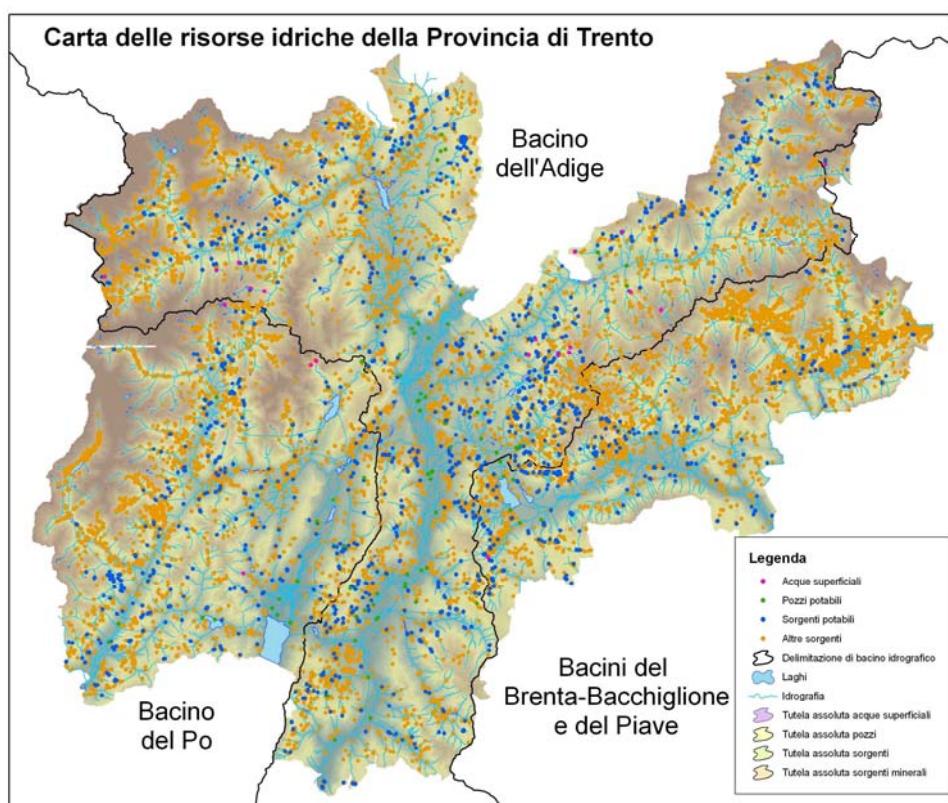 Carta delle risorse idriche della Provincia di Trento
Bacino
dell'Adige
Bacino
del Po
Bacini del
Brenta-Bacchiglione
e del Piave
Legenda
Acque superficiali
Pozzi potabili
Sorgenti potabili
Altre sorgenti
Delimitazione di bacino idrografico
Laghi
Idrografia
Tutela assoluta acque superficiali
Tutela assoluta pozzi
Tutela assoluta sorgenti
Tutela assoluta sorgenti minerali